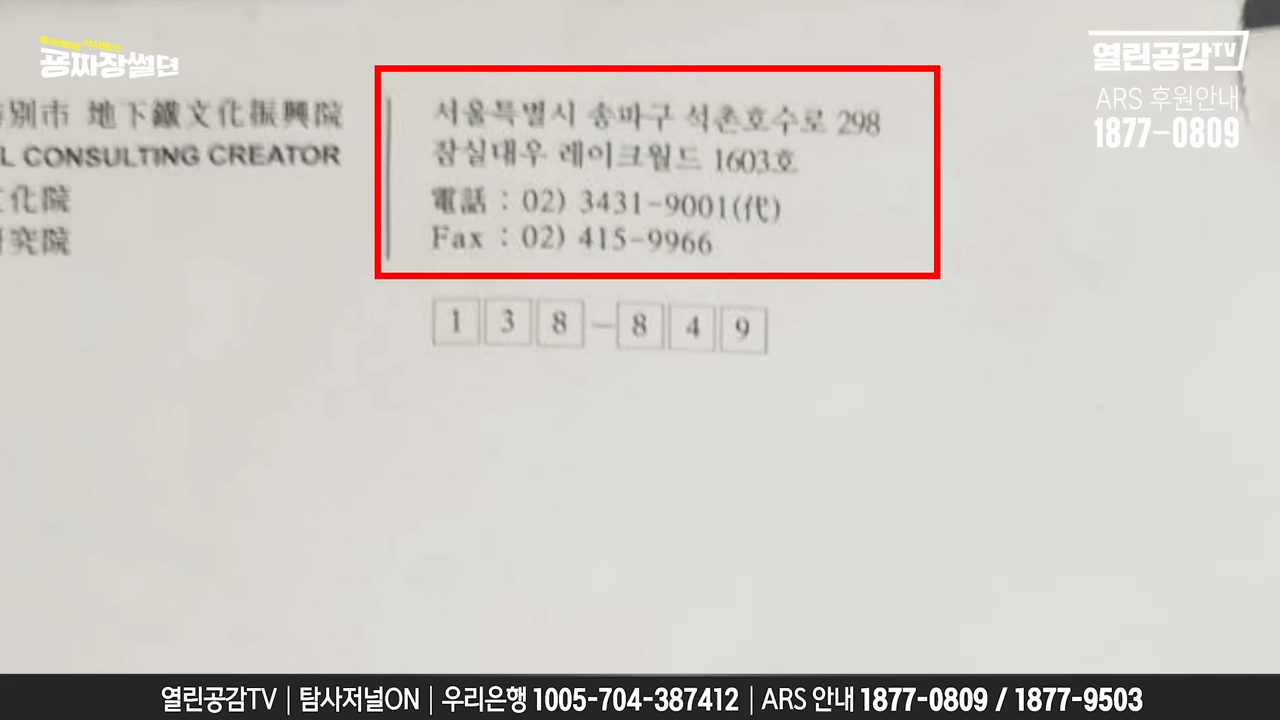 굥짜장썰뎐
열린공감TV
ARS 후원안내
1877-0809
別市 地下鐵文化振興院
L CONSULTING CREATOR
化院
究院
서울특별시 송파구 석촌호수로 298
잠실대우 레이크월드 1603호
電話 : 02) 3431-9001(代)
Fax : 02) 415-9966
138-849
열린공감TV | 탐사저널ON | 우리은행 1005-704-387412 | ARS 안내 1877-0809 / 1877-9503